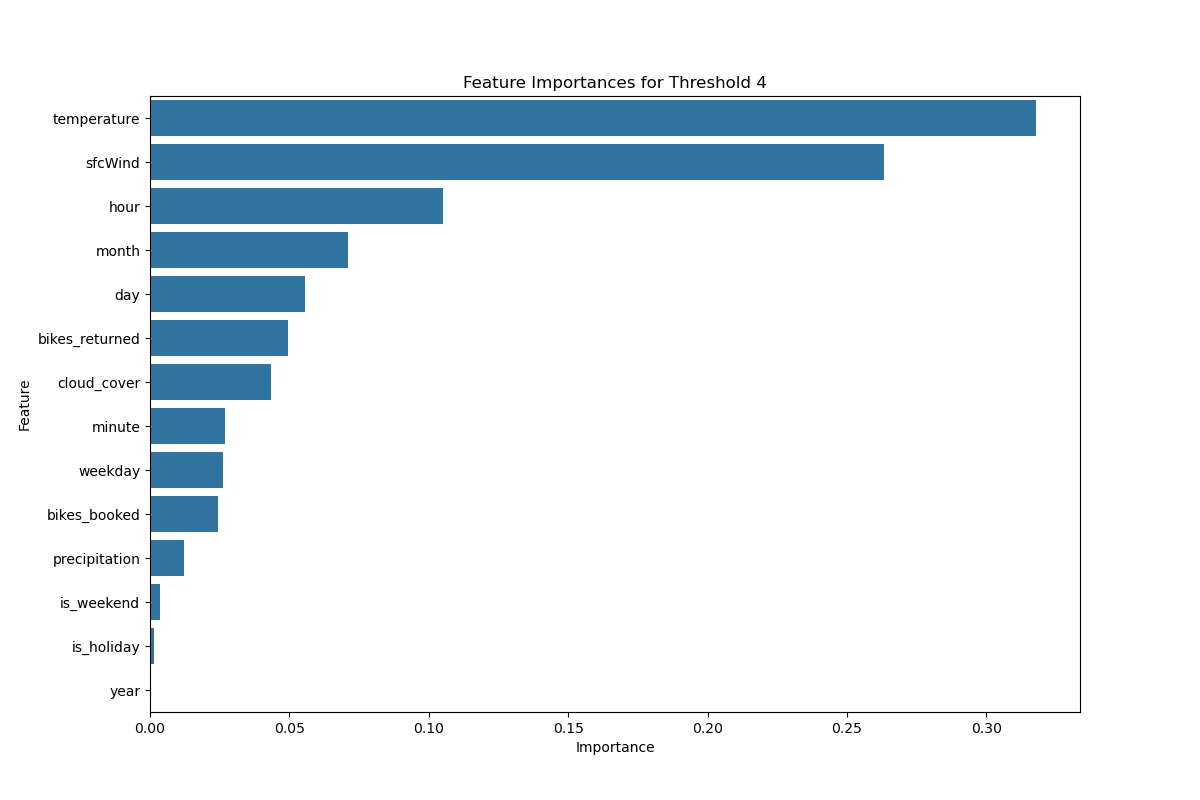 Feature Importances for Threshold 4
temperature
sfcWind
hour
month
day
bikes_returned
cloud_cover
minute
weekday
bikes_booked
precipitation
is_weekend
is_holiday
year
Feature
0.00 0.05 0.10 0.15 0.20 0.25 0.30
Importance